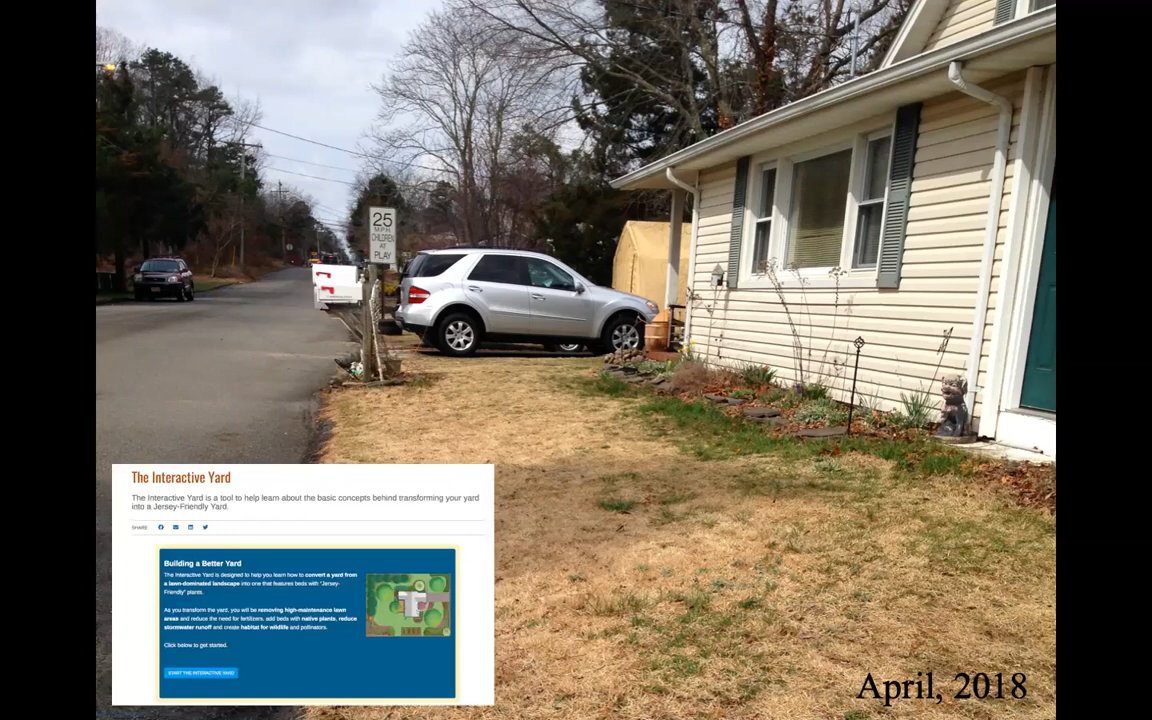 25
M.P.H.
CHILDREN
AT
PLAY
The Interactive Yard
The Interactive Yard is a tool to help learn about the basic concepts behind transforming your yard
into a Jersey-Friendly Yard.
SHARE
Building a Better Yard
The Interactive Yard is designed to help you learn how to convert a yard from
a lawn-dominated landscape into one that features beds with "Jersey-
Friendly" plants.
As you transform the yard, you will be removing high-maintenance lawn
areas and reduce the need for fertilizers, add beds with native plants, reduce
stormwater runoff and create habitat for wildlife and pollinators.
Click below to get started.
START THE INTERACTIVE YARD
April, 2018